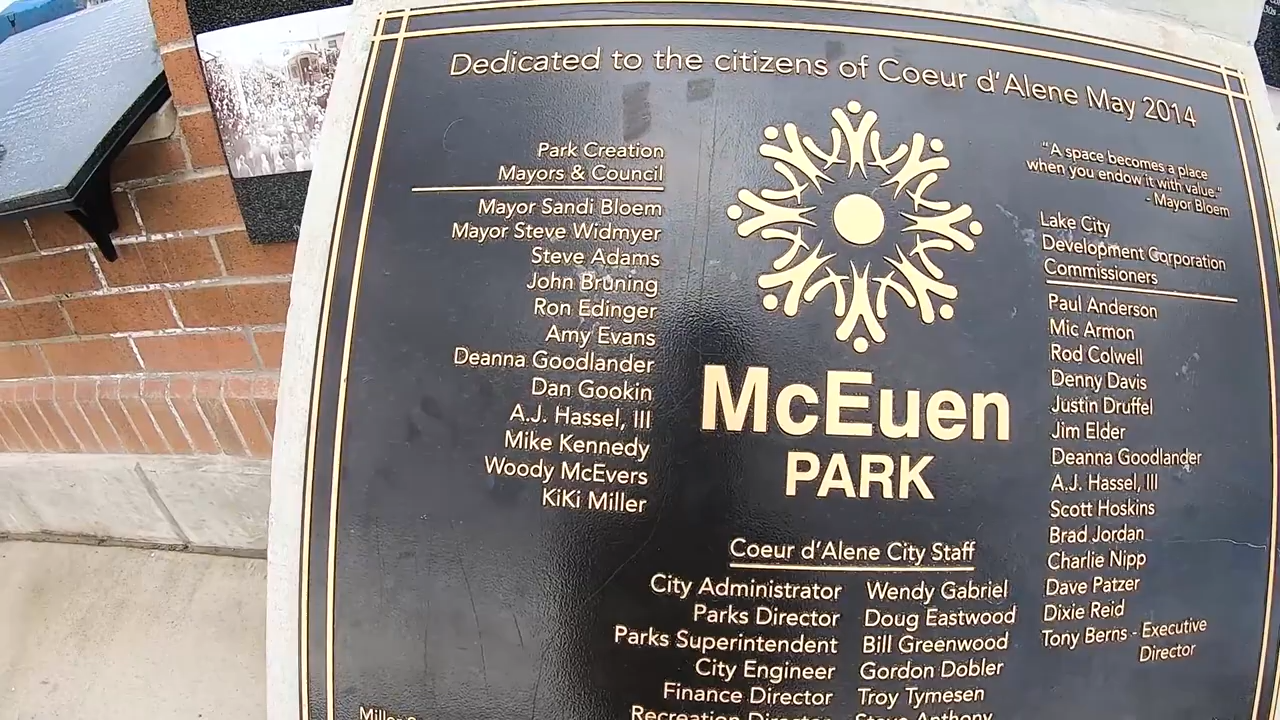 Dedicated to the citizens of Coeur d'Alene May 2014
Park Creation
Mayors & Council
Mayor Sandi Bloem
Mayor Steve Widmyer
Steve Adams
John Bruning
Ron Edinger
Amy Evans
Deanna Goodlander
Dan Gookin
A.J. Hassel, III
Mike Kennedy
Woody McEvers
KiKi Miller
McEuen
PARK
"A space becomes a place
when you endow it with value."
- Mayor Bloem
Lake City
Development Corporation
Commissioners
Paul Anderson
Mic Armon
Rod Colwell
Denny Davis
Justin Druffel
Jim Elder
Deanna Goodlander
A.J. Hassel, III
Scott Hoskins
Brad Jordan
Charlie Nipp
Dave Patzer
Dixie Reid
Tony Berns - Executive
Director
Coeur d'Alene City Staff
City Administrator Wendy Gabriel
Parks Director Doug Eastwood
Parks Superintendent Bill Greenwood
City Engineer Gordon Dobler
Finance Director Troy Tymesen
Recreation Director Steve Anthony